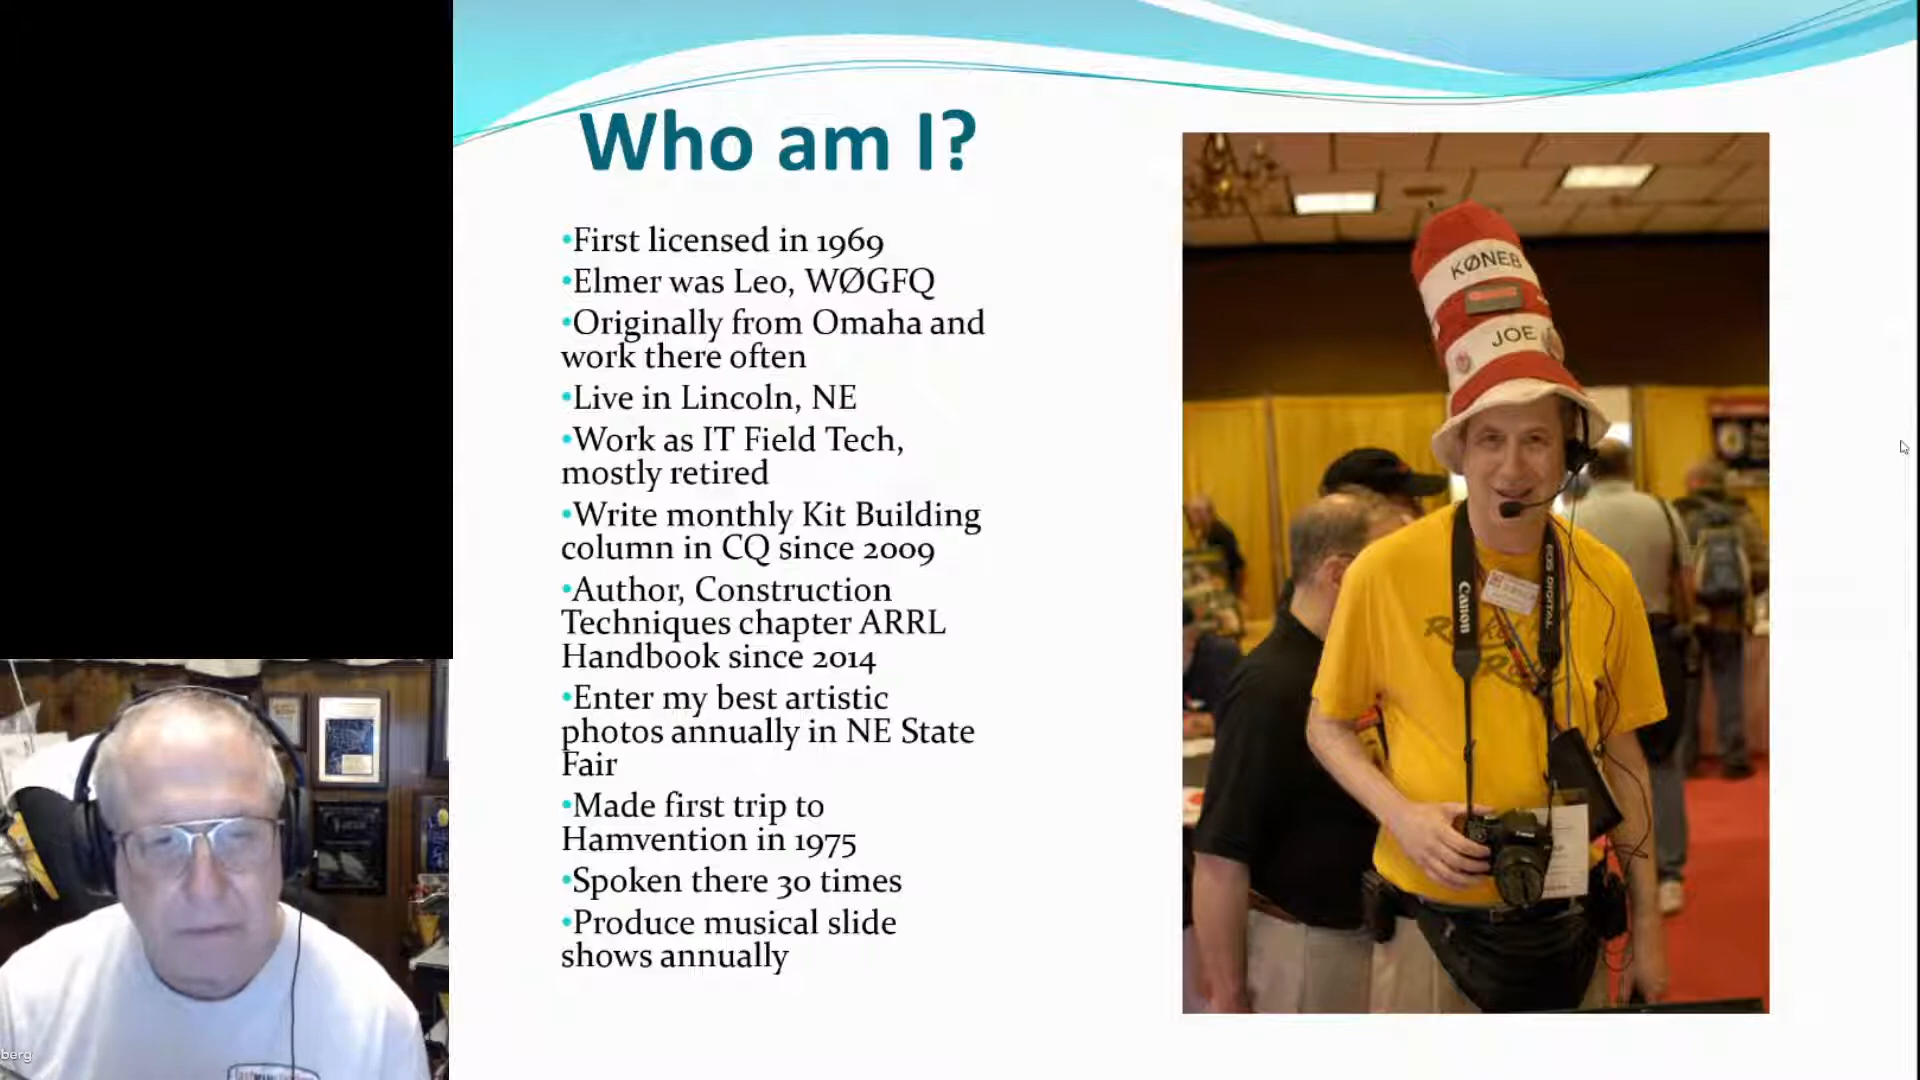 Who am I?
•First licensed in 1969
•Elmer was Leo, WØGFQ
•Originally from Omaha and
work there often
•Live in Lincoln, NE
•Work as IT Field Tech,
mostly retired
•Write monthly Kit Building
column in CQ since 2009
•Author, Construction
Techniques chapter ARRL
Handbook since 2014
•Enter my best artistic
photos annually in NE State
Fair
•Made first trip to
Hamvention in 1975
•Spoken there 30 times
•Produce musical slide
shows annually
KØNEB
JOE
Canon
EOS DIGITAL
berg